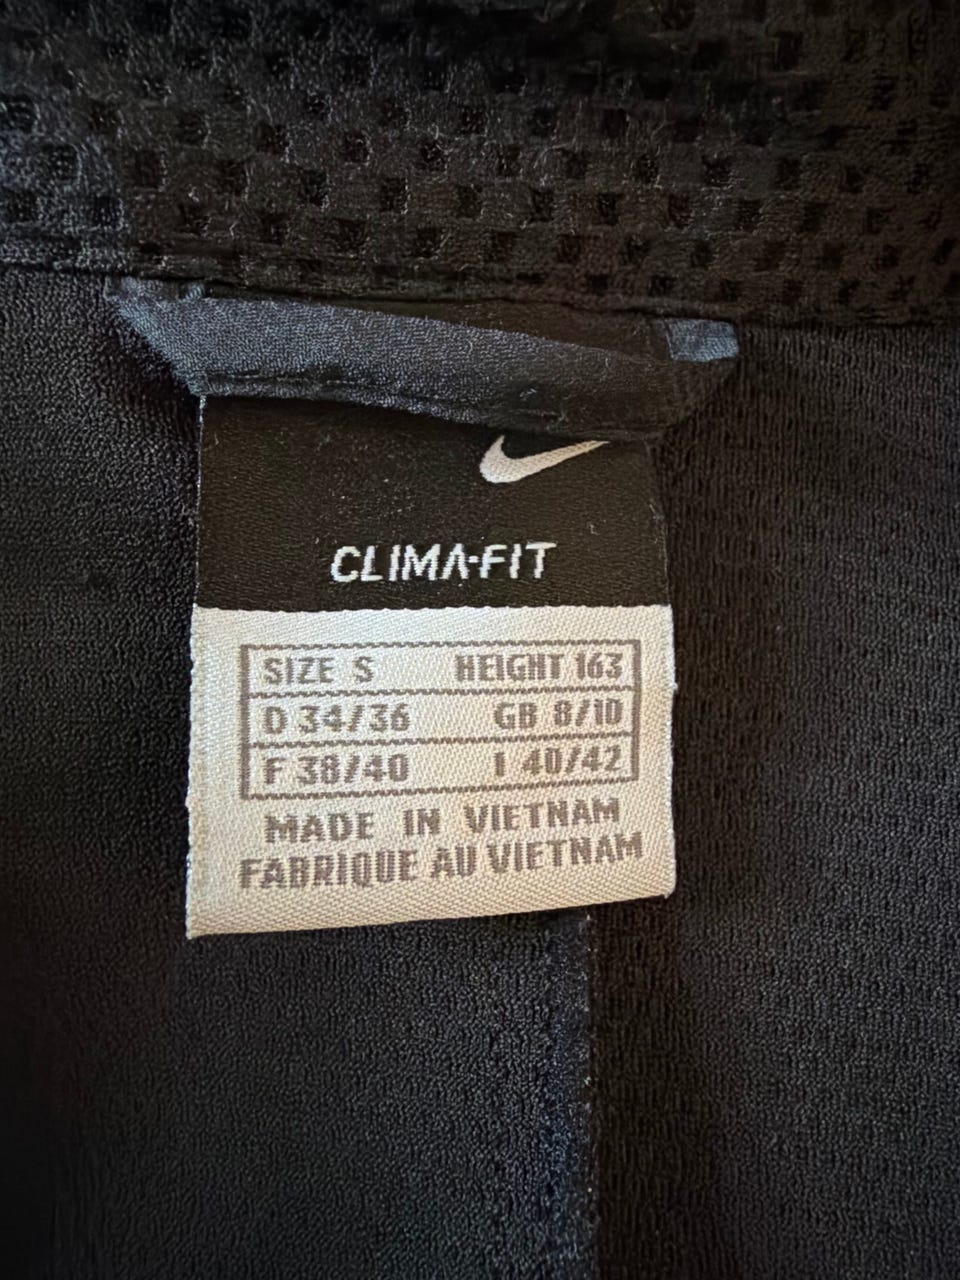 CLIMA-FIT
SIZE S HEIGHT 163
D 34/36 GB 8/10
F 38/40 I 40/42
MADE IN VIETNAM
FABRIQUE AU VIETNAM